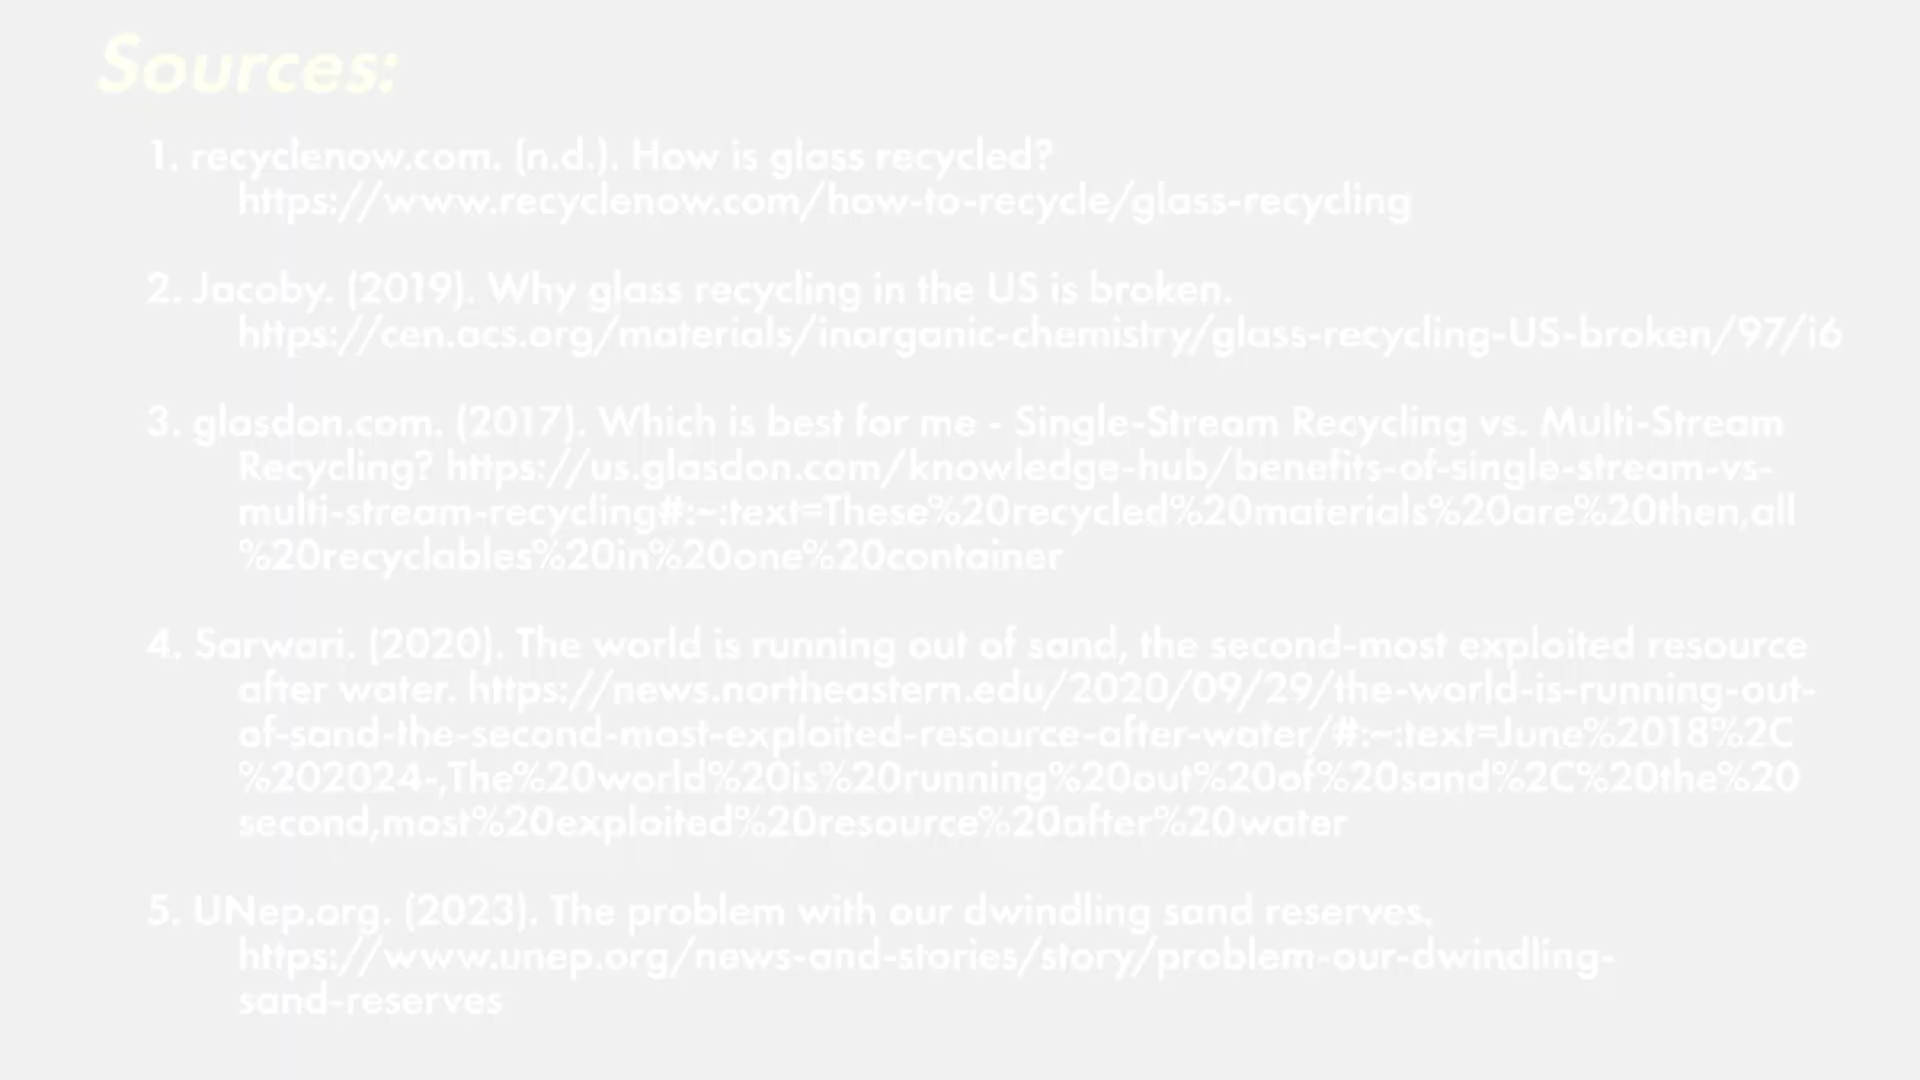 Sources:
1. recyclenow.com. (n.d.). How is glass recycled?
https://www.recyclenow.com/how-to-recycle/glass-recycling
2. Jacoby. (2019). Why glass recycling in the US is broken.
https://cen.acs.org/materials/inorganic-chemistry/glass-recycling-US-broken/97/i6
3. glasdon.com. (2017). Which is best for me - Single-Stream Recycling vs. Multi-Stream
Recycling? https://us.glasdon.com/knowledge-hub/benefits-of-single-stream-vs-
multi-stream-recycling#:~:text=These%20recycled%20materials%20are%20then,all
%20recyclables%20in%20one%20container
4. Sarwari. (2020). The world is running out of sand, the second-most exploited resource
after water. https://news.northeastern.edu/2020/09/29/the-world-is-running-out-
of-sand-the-second-most-exploited-resource-after-water/#:~:text=June%2018%2C
%202024-,The%20world%20is%20running%20out%20of%20sand%2C%20the%20
second,most%20exploited%20resource%20after%20water
5. UNep.org. (2023). The problem with our dwindling sand reserves.
https://www.unep.org/news-and-stories/story/problem-our-dwindling-
sand-reserves